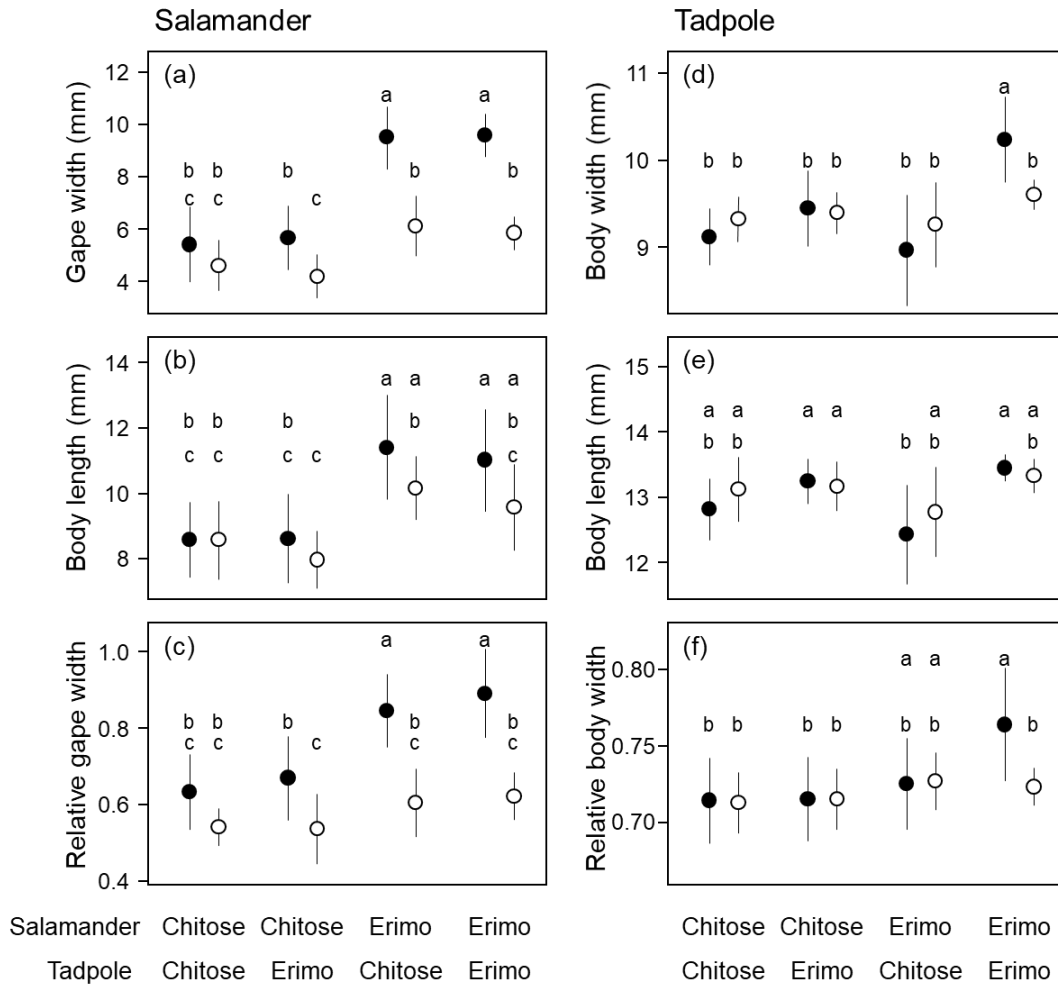 Salamander
Tadpole
(a)
Gape width (mm)
12
10
8
6
4
b b b a a
c c c b b
(d)
Body width (mm)
11
10
9
b b b b b b a b
(b)
Body length (mm)
14
12
10
8
a a a a
b b b b b
c c c c c
(e)
Body length (mm)
15
14
13
12
a a a a a a a
b b b b b
(c)
Relative gape width
1.0
0.8
0.6
0.4
a a
b b b b b
c c c c c
(f)
Relative body width
0.80
0.75
0.70
a a a
b b b b b b b
Salamander Chitose Chitose Erimo Erimo Chitose Chitose Erimo Erimo
Tadpole Chitose Erimo Chitose Erimo Chitose Erimo Chitose Erimo